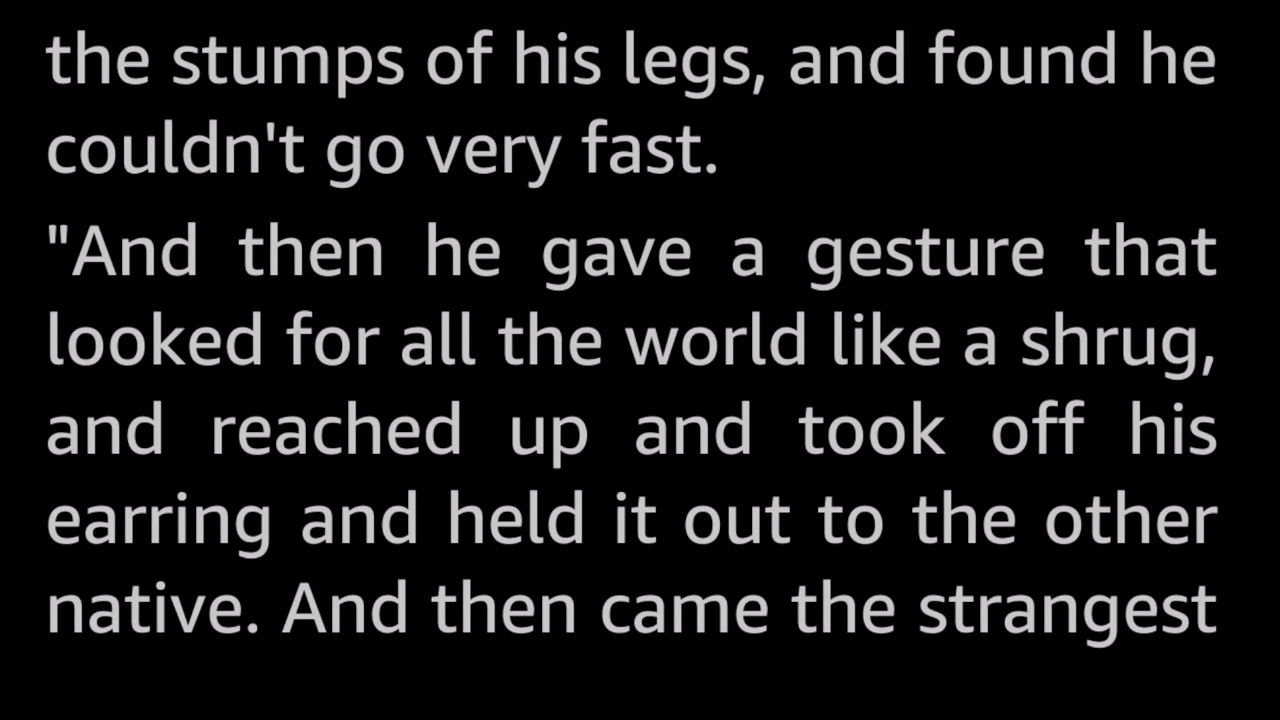 the stumps of his legs, and found he
couldn't go very fast.
"And then he gave a gesture that
looked for all the world like a shrug,
and reached up and took off his
earring and held it out to the other
native. And then came the strangest